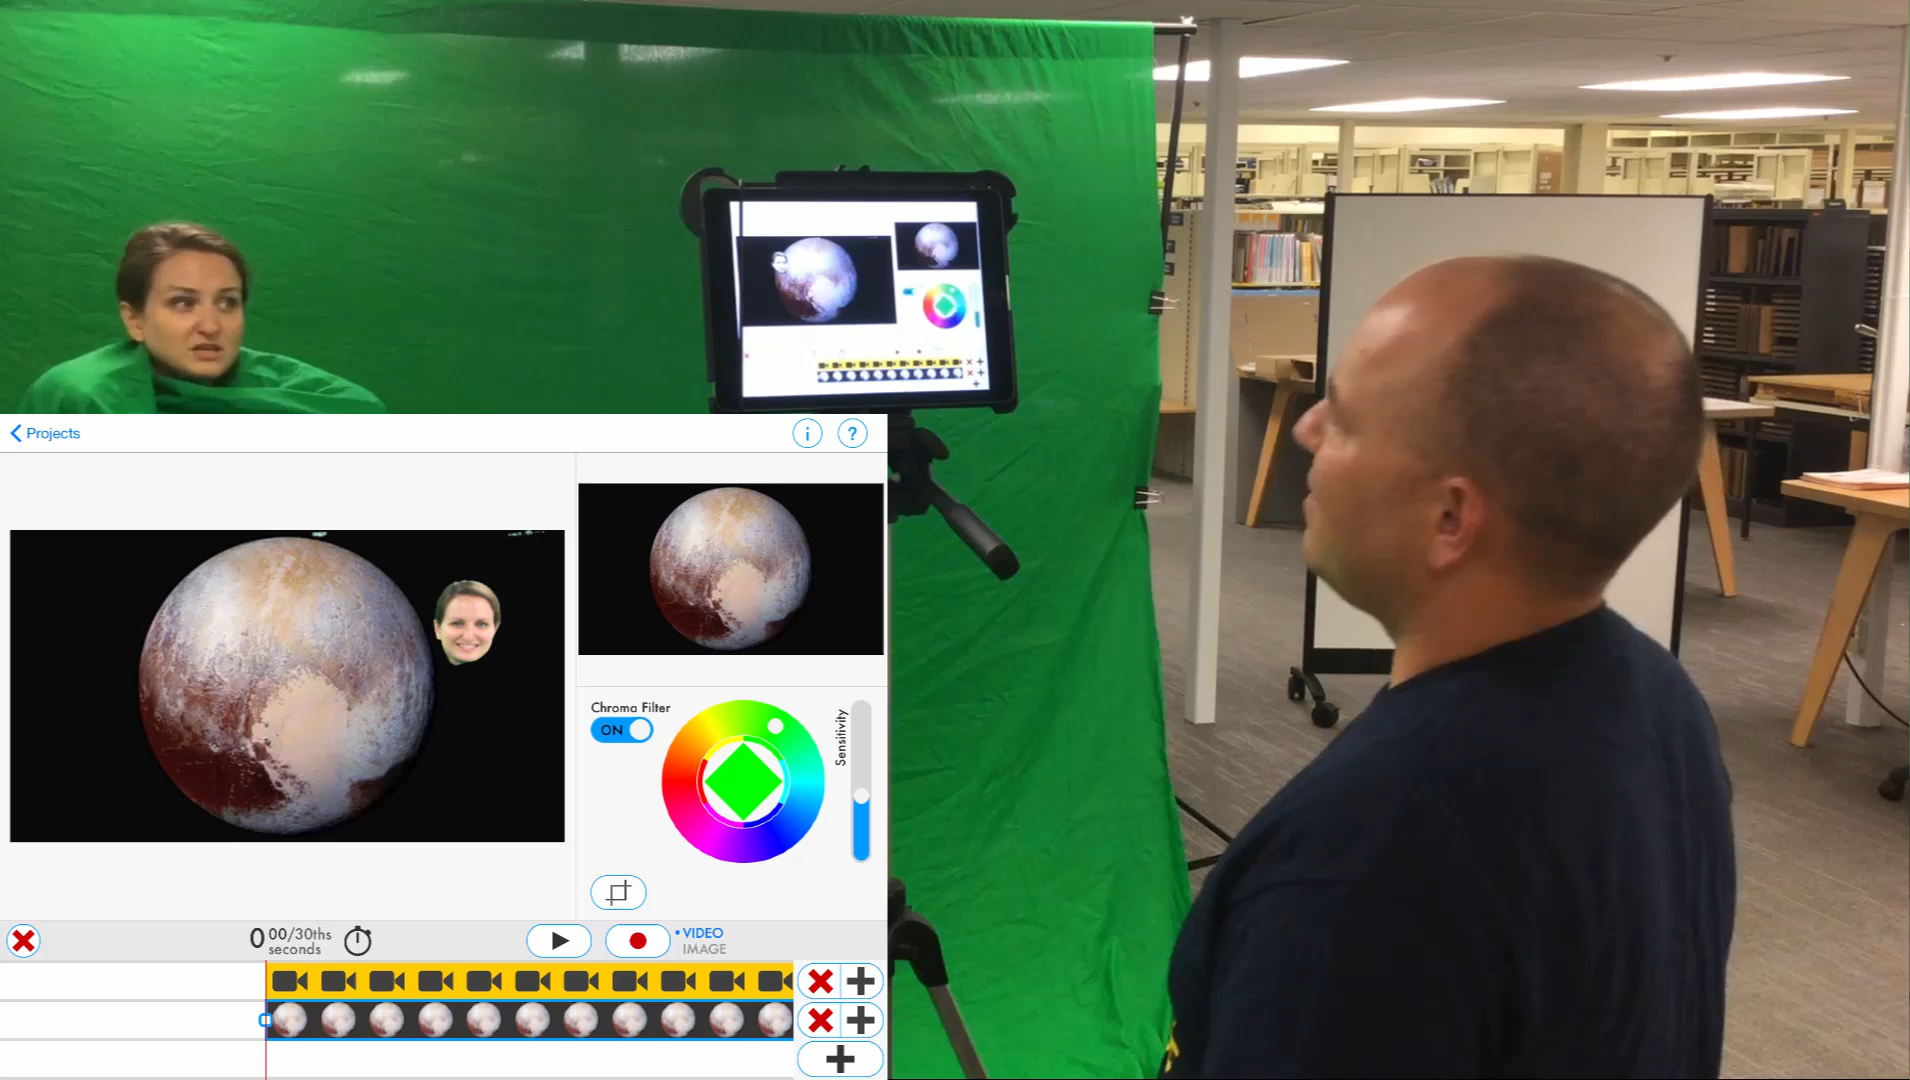 Projects
i
?
Chroma Filter
ON
Sensitivity
0 00/30ths seconds
VIDEO
IMAGE